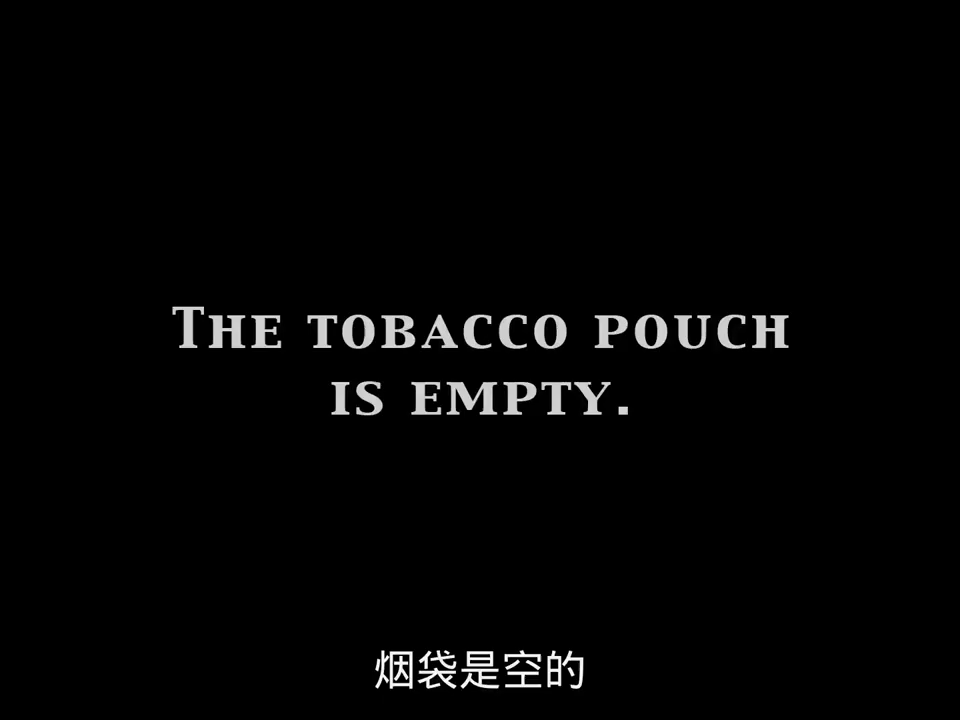 The tobacco pouch
is empty.
烟袋是空的